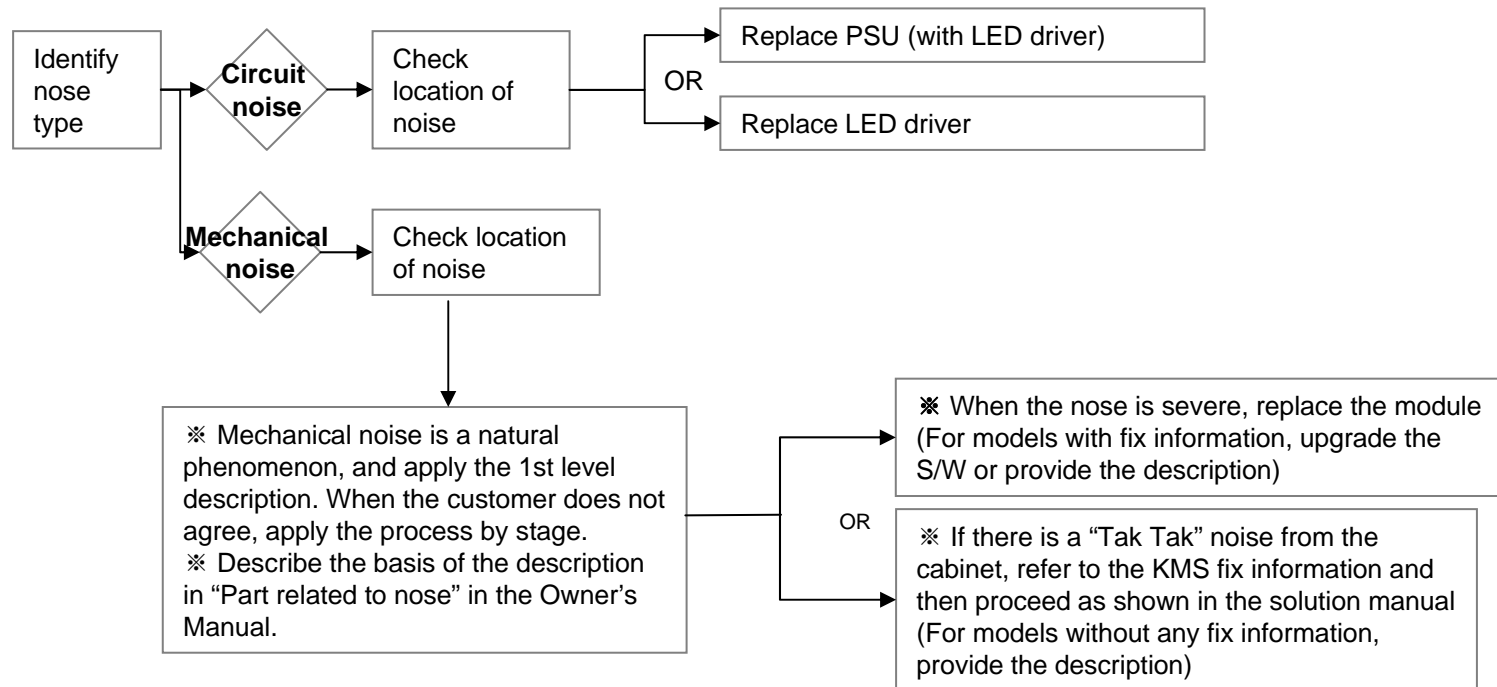 Identify
nose
type
Circuit
noise
Check
location of
noise
Replace PSU (with LED driver)
OR
Replace LED driver
Mechanical
noise
Check location
of noise
※ Mechanical noise is a natural
phenomenon, and apply the 1st level
description. When the customer does not
agree, apply the process by stage.
※ Describe the basis of the description
in “Part related to nose” in the Owner’s
Manual.
OR
※ When the nose is severe, replace the module
(For models with fix information, upgrade the
S/W or provide the description)
※ If there is a “Tak Tak” noise from the
cabinet, refer to the KMS fix information and
then proceed as shown in the solution manual
(For models without any fix information,
provide the description)